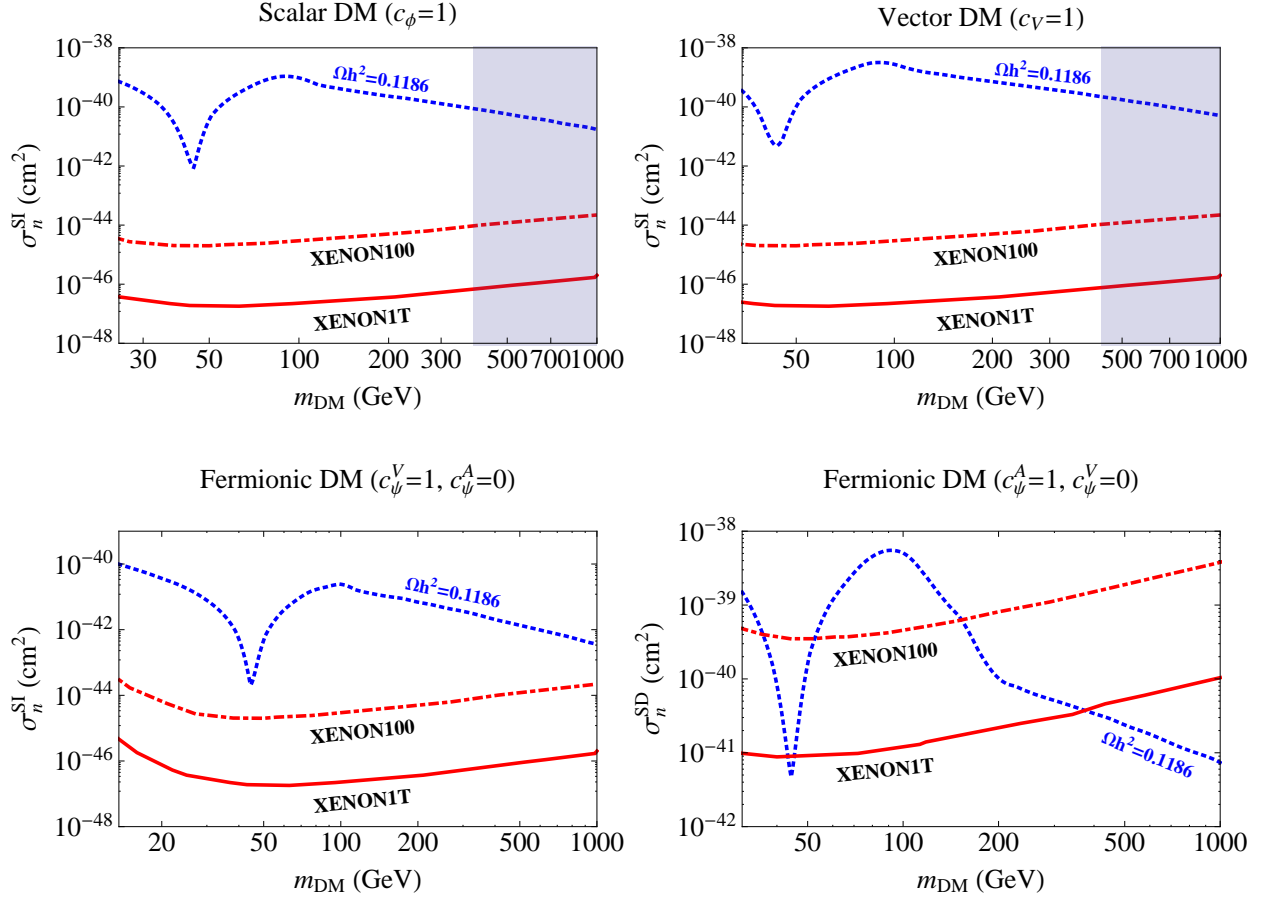 Scalar DM (c_ϕ=1)
10^−38
10^−40
10^−42
10^−44
10^−46
10^−48
σ_n^SI (cm^2)
Ωh^2=0.1186
XENON100
XENON1T
30 50 100 200 300 500 700 1000
m_DM (GeV)
Vector DM (c_V=1)
10^−38
10^−40
10^−42
10^−44
10^−46
10^−48
σ_n^SI (cm^2)
Ωh^2=0.1186
XENON100
XENON1T
50 100 200 300 500 700 1000
m_DM (GeV)
Fermionic DM (c_ψ^V=1, c_ψ^A=0)
10^−40
10^−42
10^−44
10^−46
10^−48
σ_n^SI (cm^2)
Ωh^2=0.1186
XENON100
XENON1T
20 50 100 200 500 1000
m_DM (GeV)
Fermionic DM (c_ψ^A=1, c_ψ^V=0)
10^−38
10^−39
10^−40
10^−41
10^−42
σ_n^SD (cm^2)
XENON100
XENON1T
Ωh^2=0.1186
50 100 200 500 1000
m_DM (GeV)